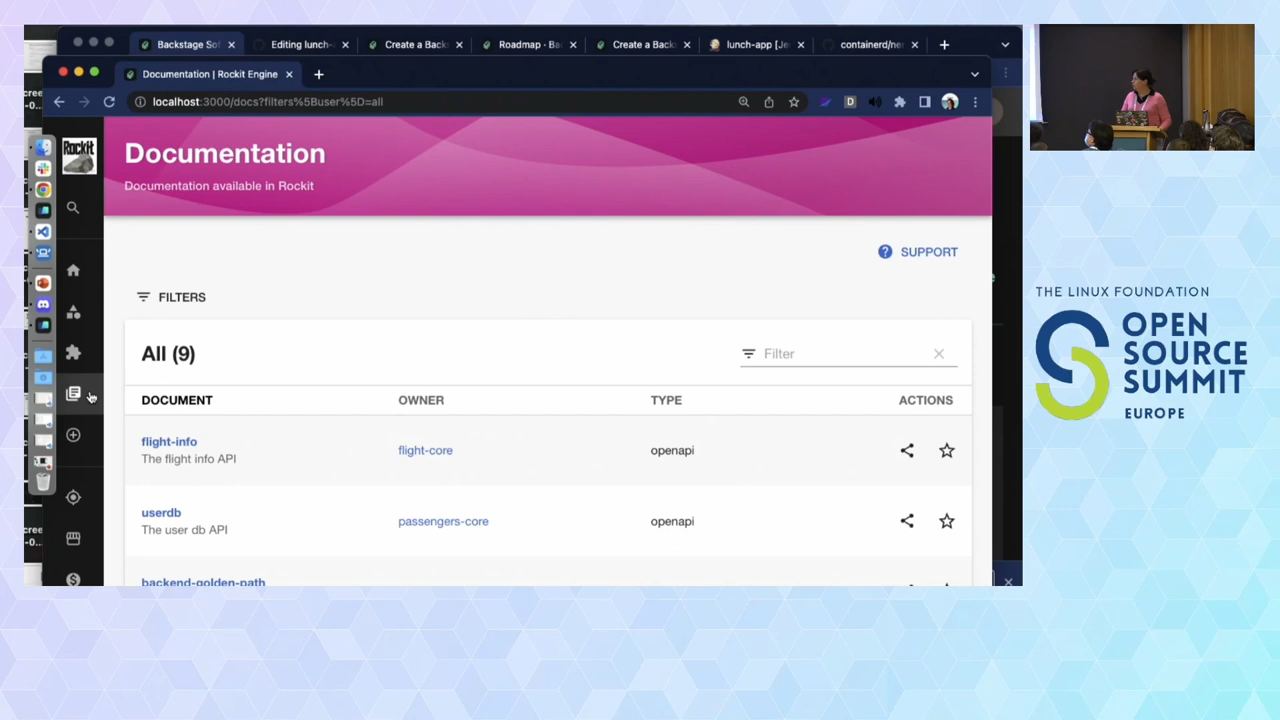 Backstage Sof
Editing lunch-
Create a Back
Roadmap · Ba
Create a Back
lunch-app [Je
containerd/ner
Documentation | Rockit Engine
localhost:3000/docs?filters%5Buser%5D=all
D
Rockit
Documentation
Documentation available in Rockit
SUPPORT
FILTERS
All (9)
Filter
DOCUMENT OWNER TYPE ACTIONS
flight-info
The flight info API
flight-core
openapi
userdb
The user db API
passengers-core
openapi
backend-golden-path
THE LINUX FOUNDATION
OPEN
SOURCE
SUMMIT
EUROPE